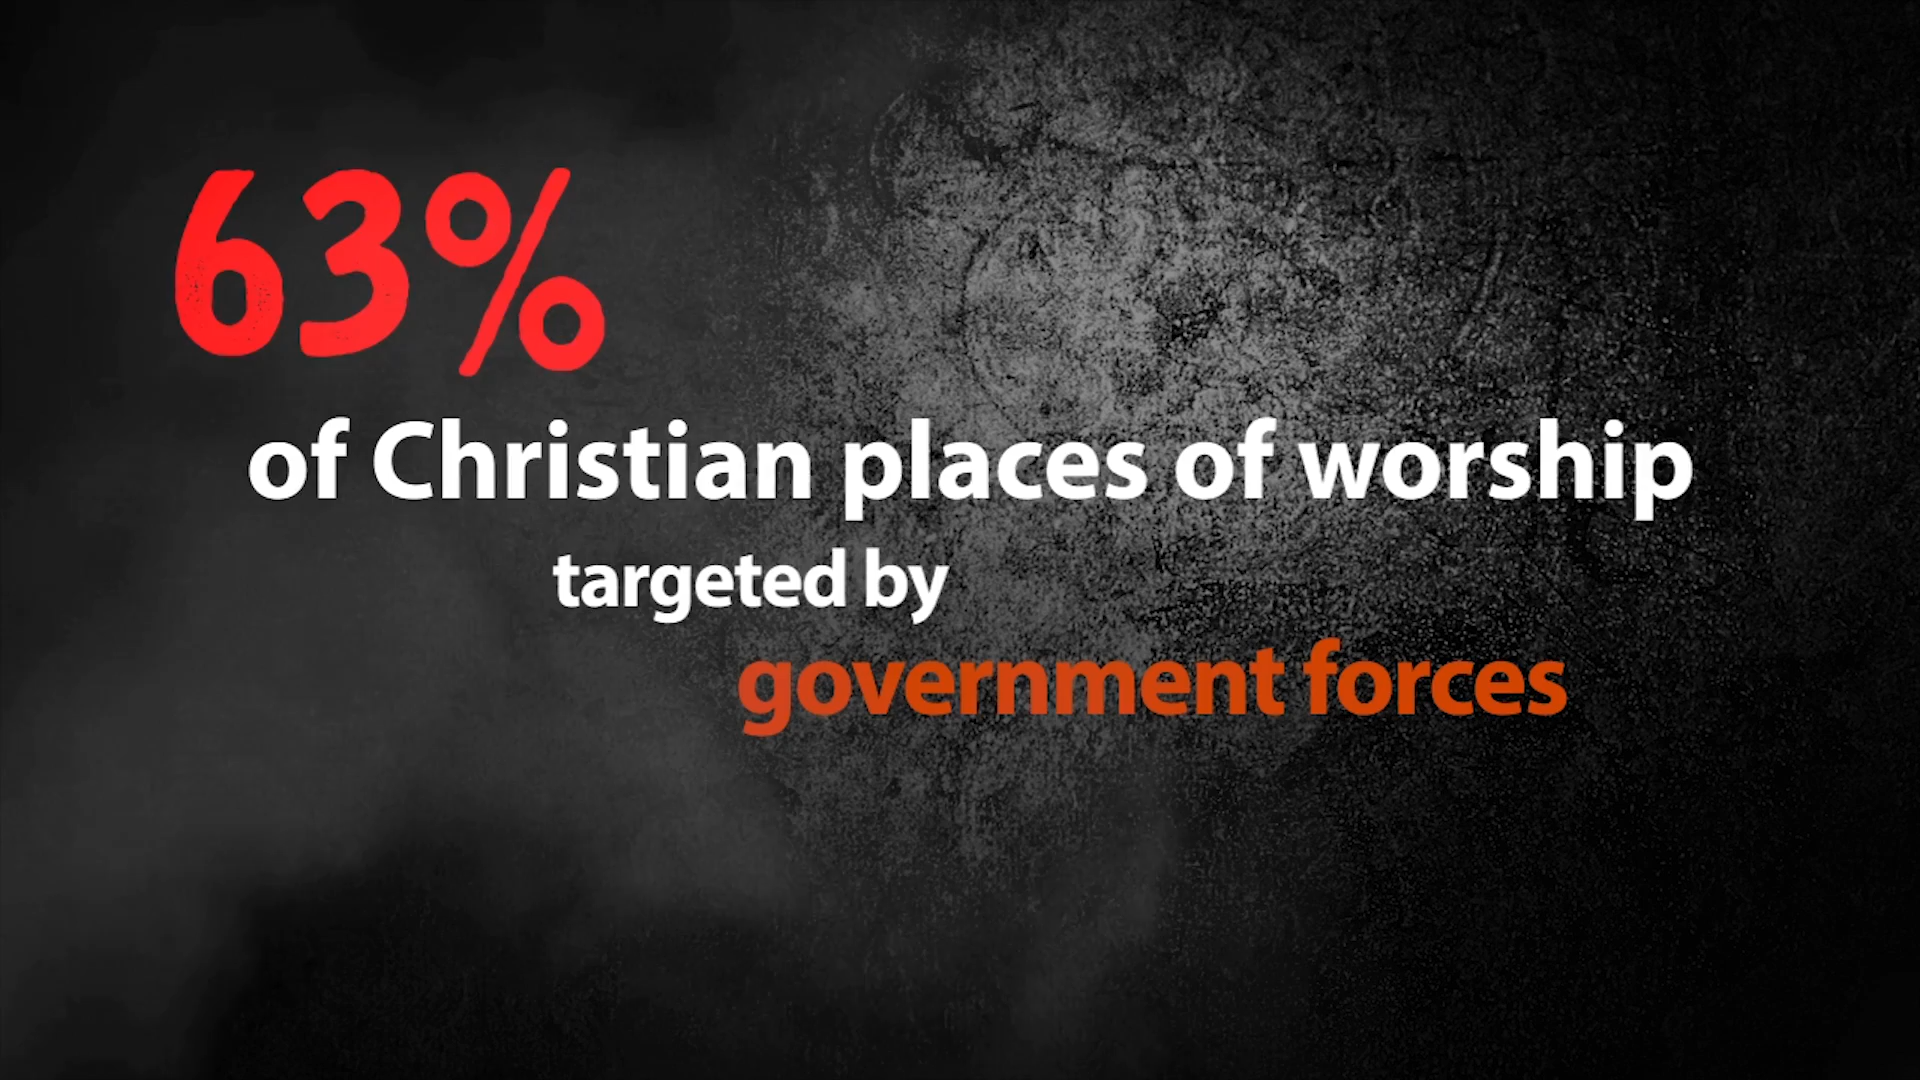 63%
of Christian places of worship
targeted by
government forces